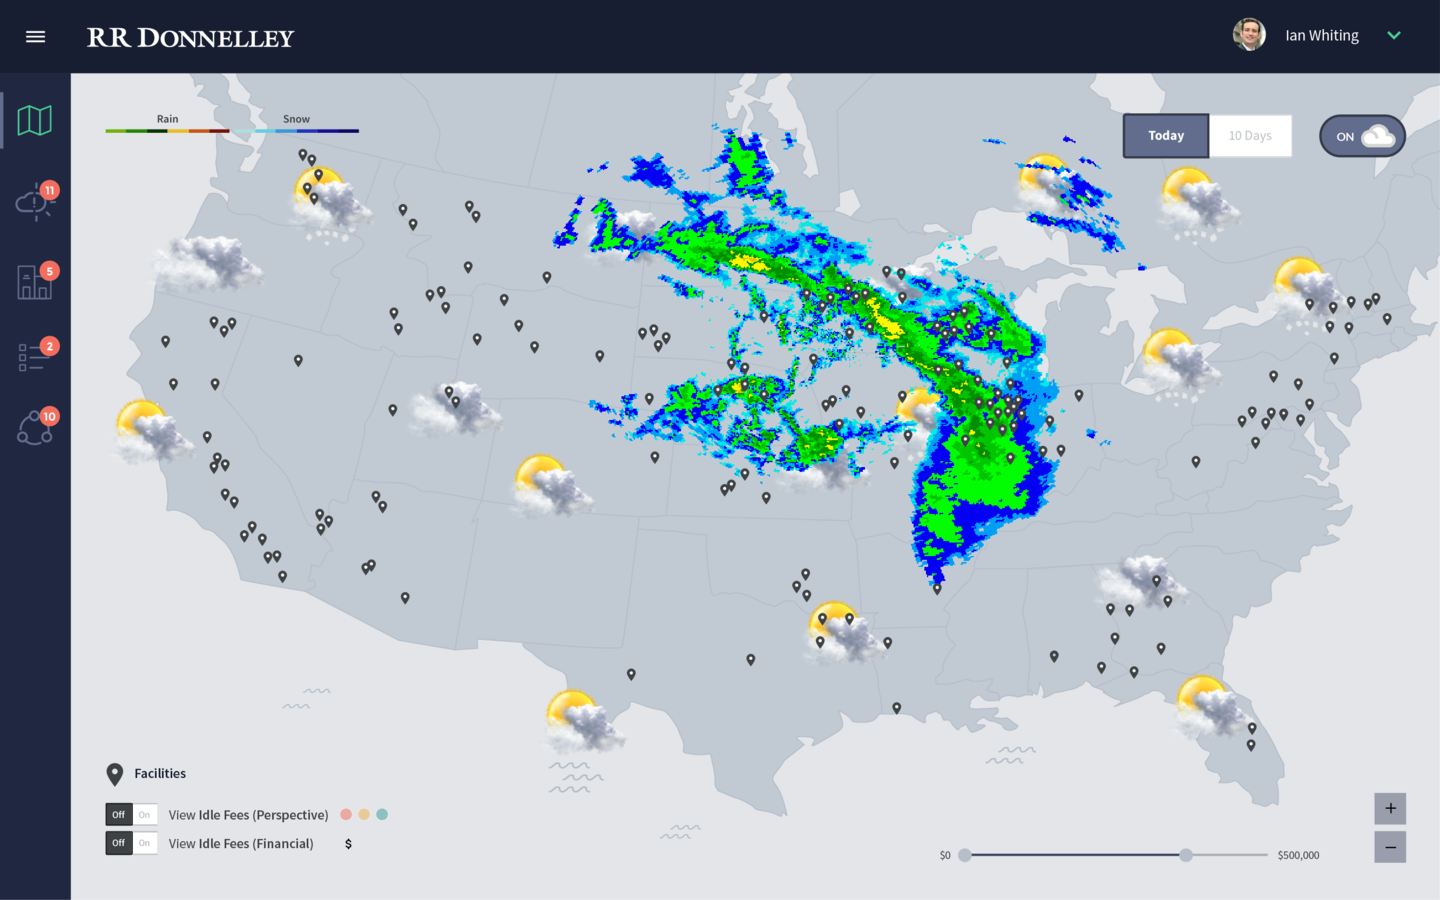 RR DONNELLEY
Ian Whiting
Rain
Snow
Today
10 Days
ON
11
5
2
10
Facilities
Off On View Idle Fees (Perspective)
Off On View Idle Fees (Financial) $
$0
$500,000
+
−